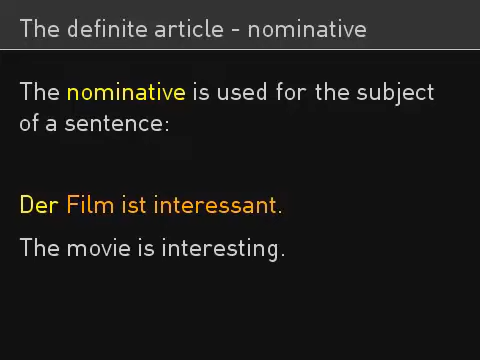 The definite article - nominative
The nominative is used for the subject
of a sentence:
Der Film ist interessant.
The movie is interesting.